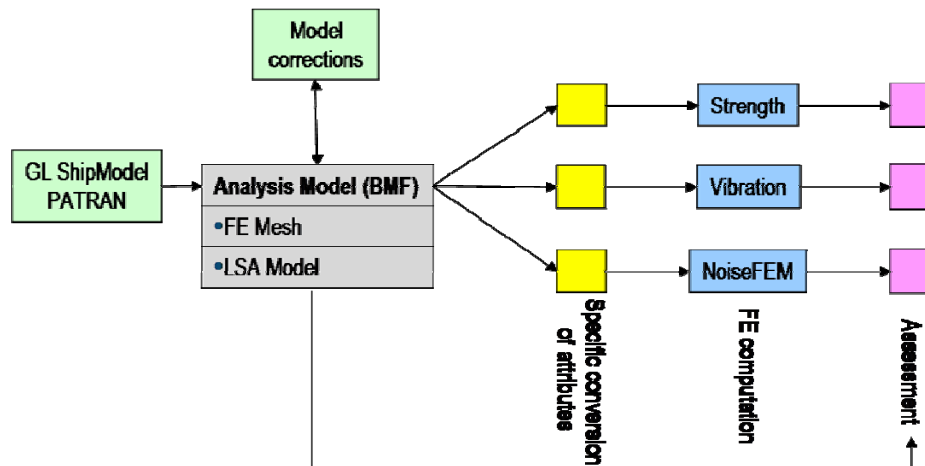 Model
corrections
GL ShipModel
PATRAN
Analysis Model (BMF)
•FE Mesh
•LSA Model
Strength
Vibration
NoiseFEM
Specific conversion
of attributes
FE computation
Assessment